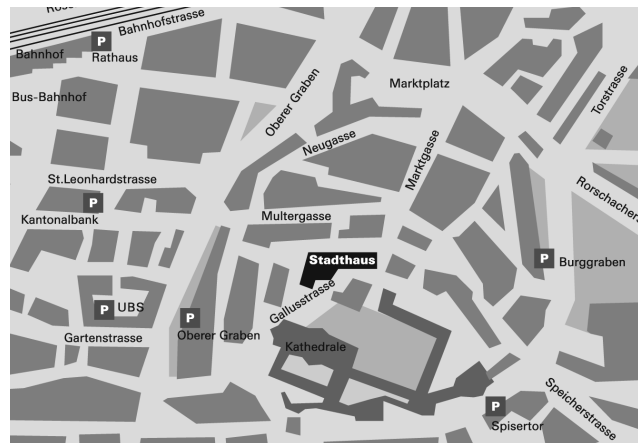 Bahnhofstrasse
P
Bahnhof
Rathaus
Bus-Bahnhof
Oberer Graben
Marktplatz
Torstrasse
Neugasse
Marktgasse
St.Leonhardstrasse
P
Kantonalbank
Multergasse
Stadthaus
P
Burggraben
Gallusstrasse
P
UBS
P
Gartenstrasse
Oberer Graben
Kathedrale
P
Spisertor
Speicherstrasse